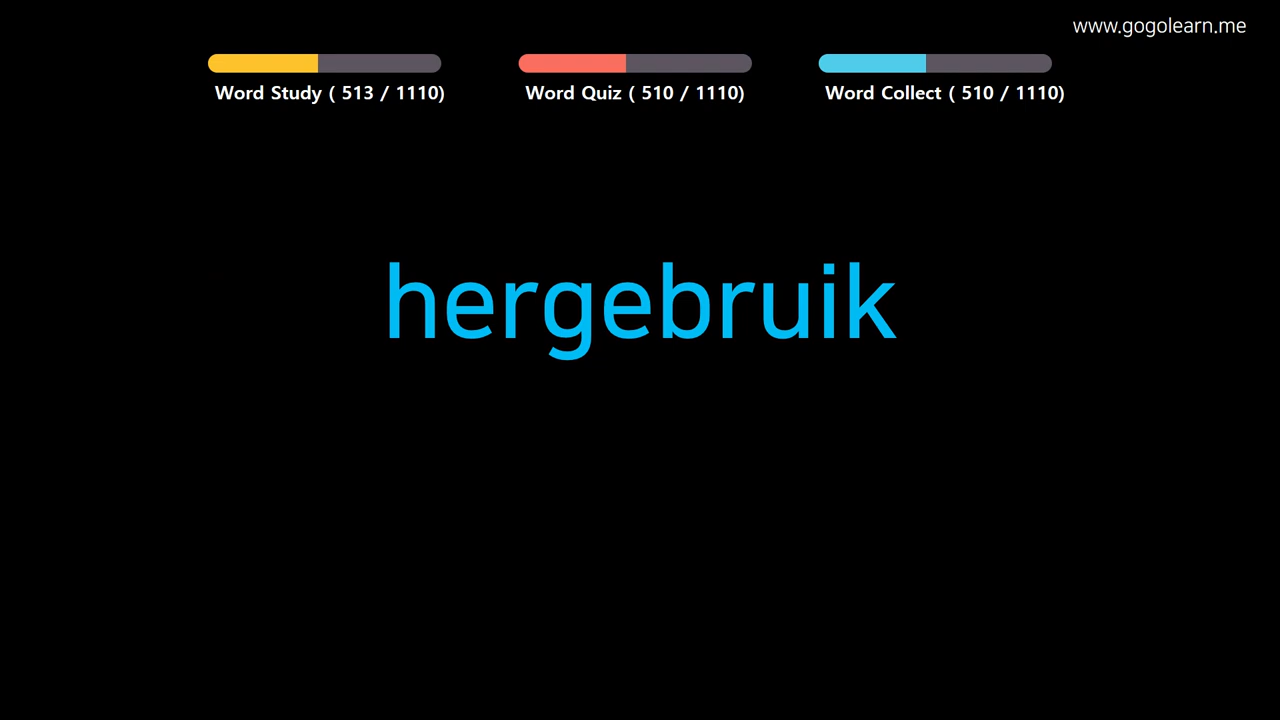 www.gogolearn.me
Word Study ( 513 / 1110)
Word Quiz ( 510 / 1110)
Word Collect ( 510 / 1110)
hergebruik